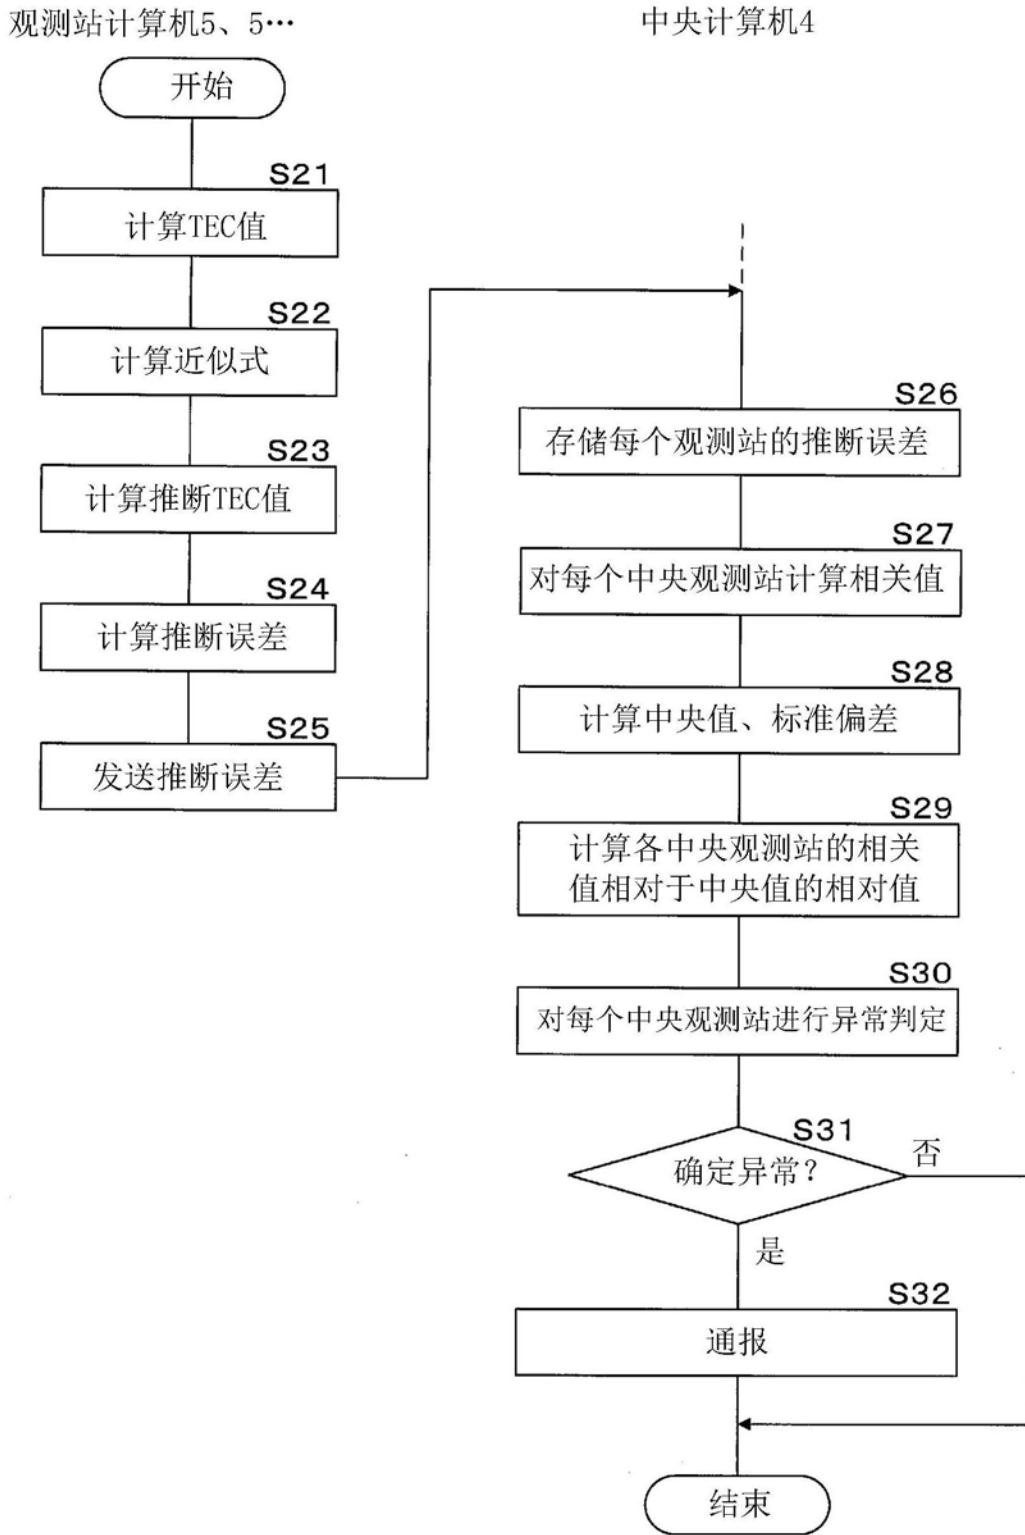 观测站计算机5、5…
中央计算机4
开始
S21
计算TEC值
S22
计算近似式
S23
计算推断TEC值
S24
计算推断误差
S25
发送推断误差
S26
存储每个观测站的推断误差
S27
对每个中央观测站计算相关值
S28
计算中央值、标准偏差
S29
计算各中央观测站的相关
值相对于中央值的相对值
S30
对每个中央观测站进行异常判定
S31
确定异常？
否
是
S32
通报
结束